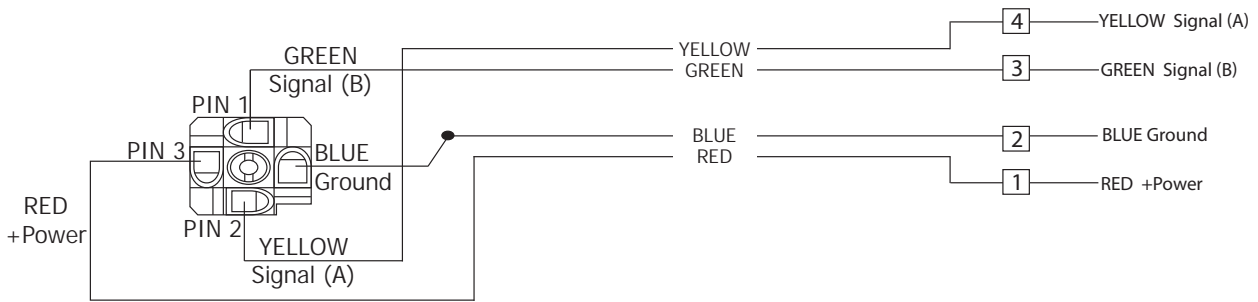 4
YELLOW Signal (A)
YELLOW
GREEN
Signal (B)
GREEN
3
GREEN Signal (B)
PIN 1
BLUE
2
BLUE Ground
PIN 3
BLUE
Ground
RED
1
RED +Power
RED
+Power
PIN 2
YELLOW
Signal (A)